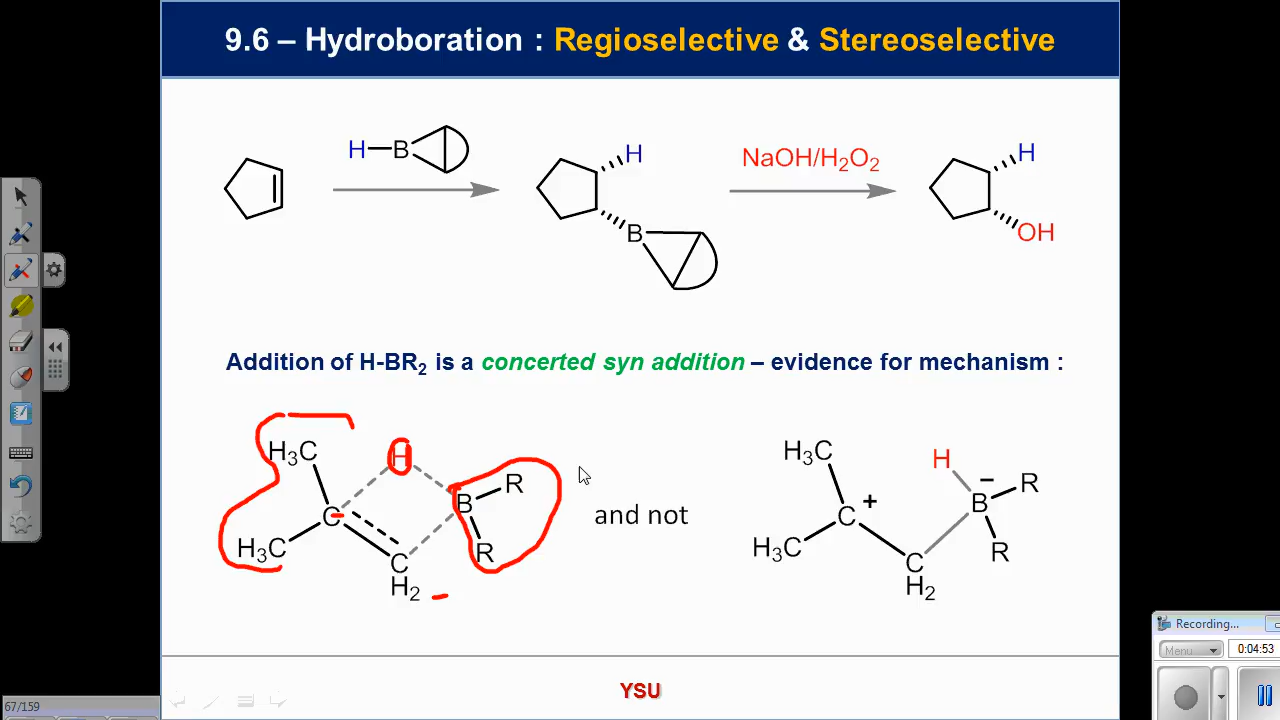 9.6 – Hydroboration : Regioselective & Stereoselective
H B
H
B
NaOH/H₂O₂
H
OH
Addition of H-BR₂ is a concerted syn addition – evidence for mechanism :
H₃C H B R
C R
H₃C C
H₂
and not
H₃C H B − R
C + R
H₃C C
H₂
YSU
67/159
Recording...
Menu
0:04:53